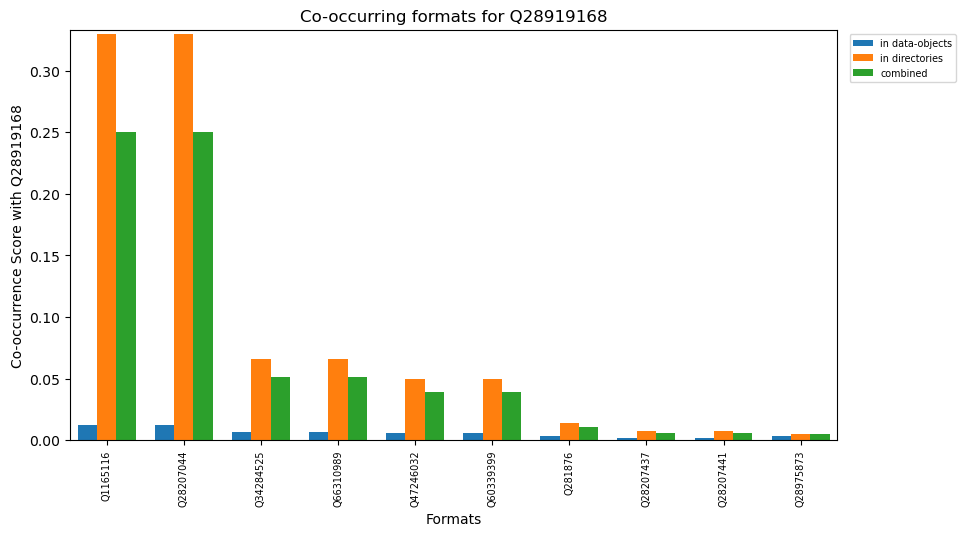 Co-occurring formats for Q28919168
in data-objects
in directories
combined
Co-occurrence Score with Q28919168
0.30
0.25
0.20
0.15
0.10
0.05
0.00
Q1165116
Q28207044
Q34284525
Q66310989
Q47246032
Q60339399
Q281876
Q28207437
Q28207441
Q28975873
Formats